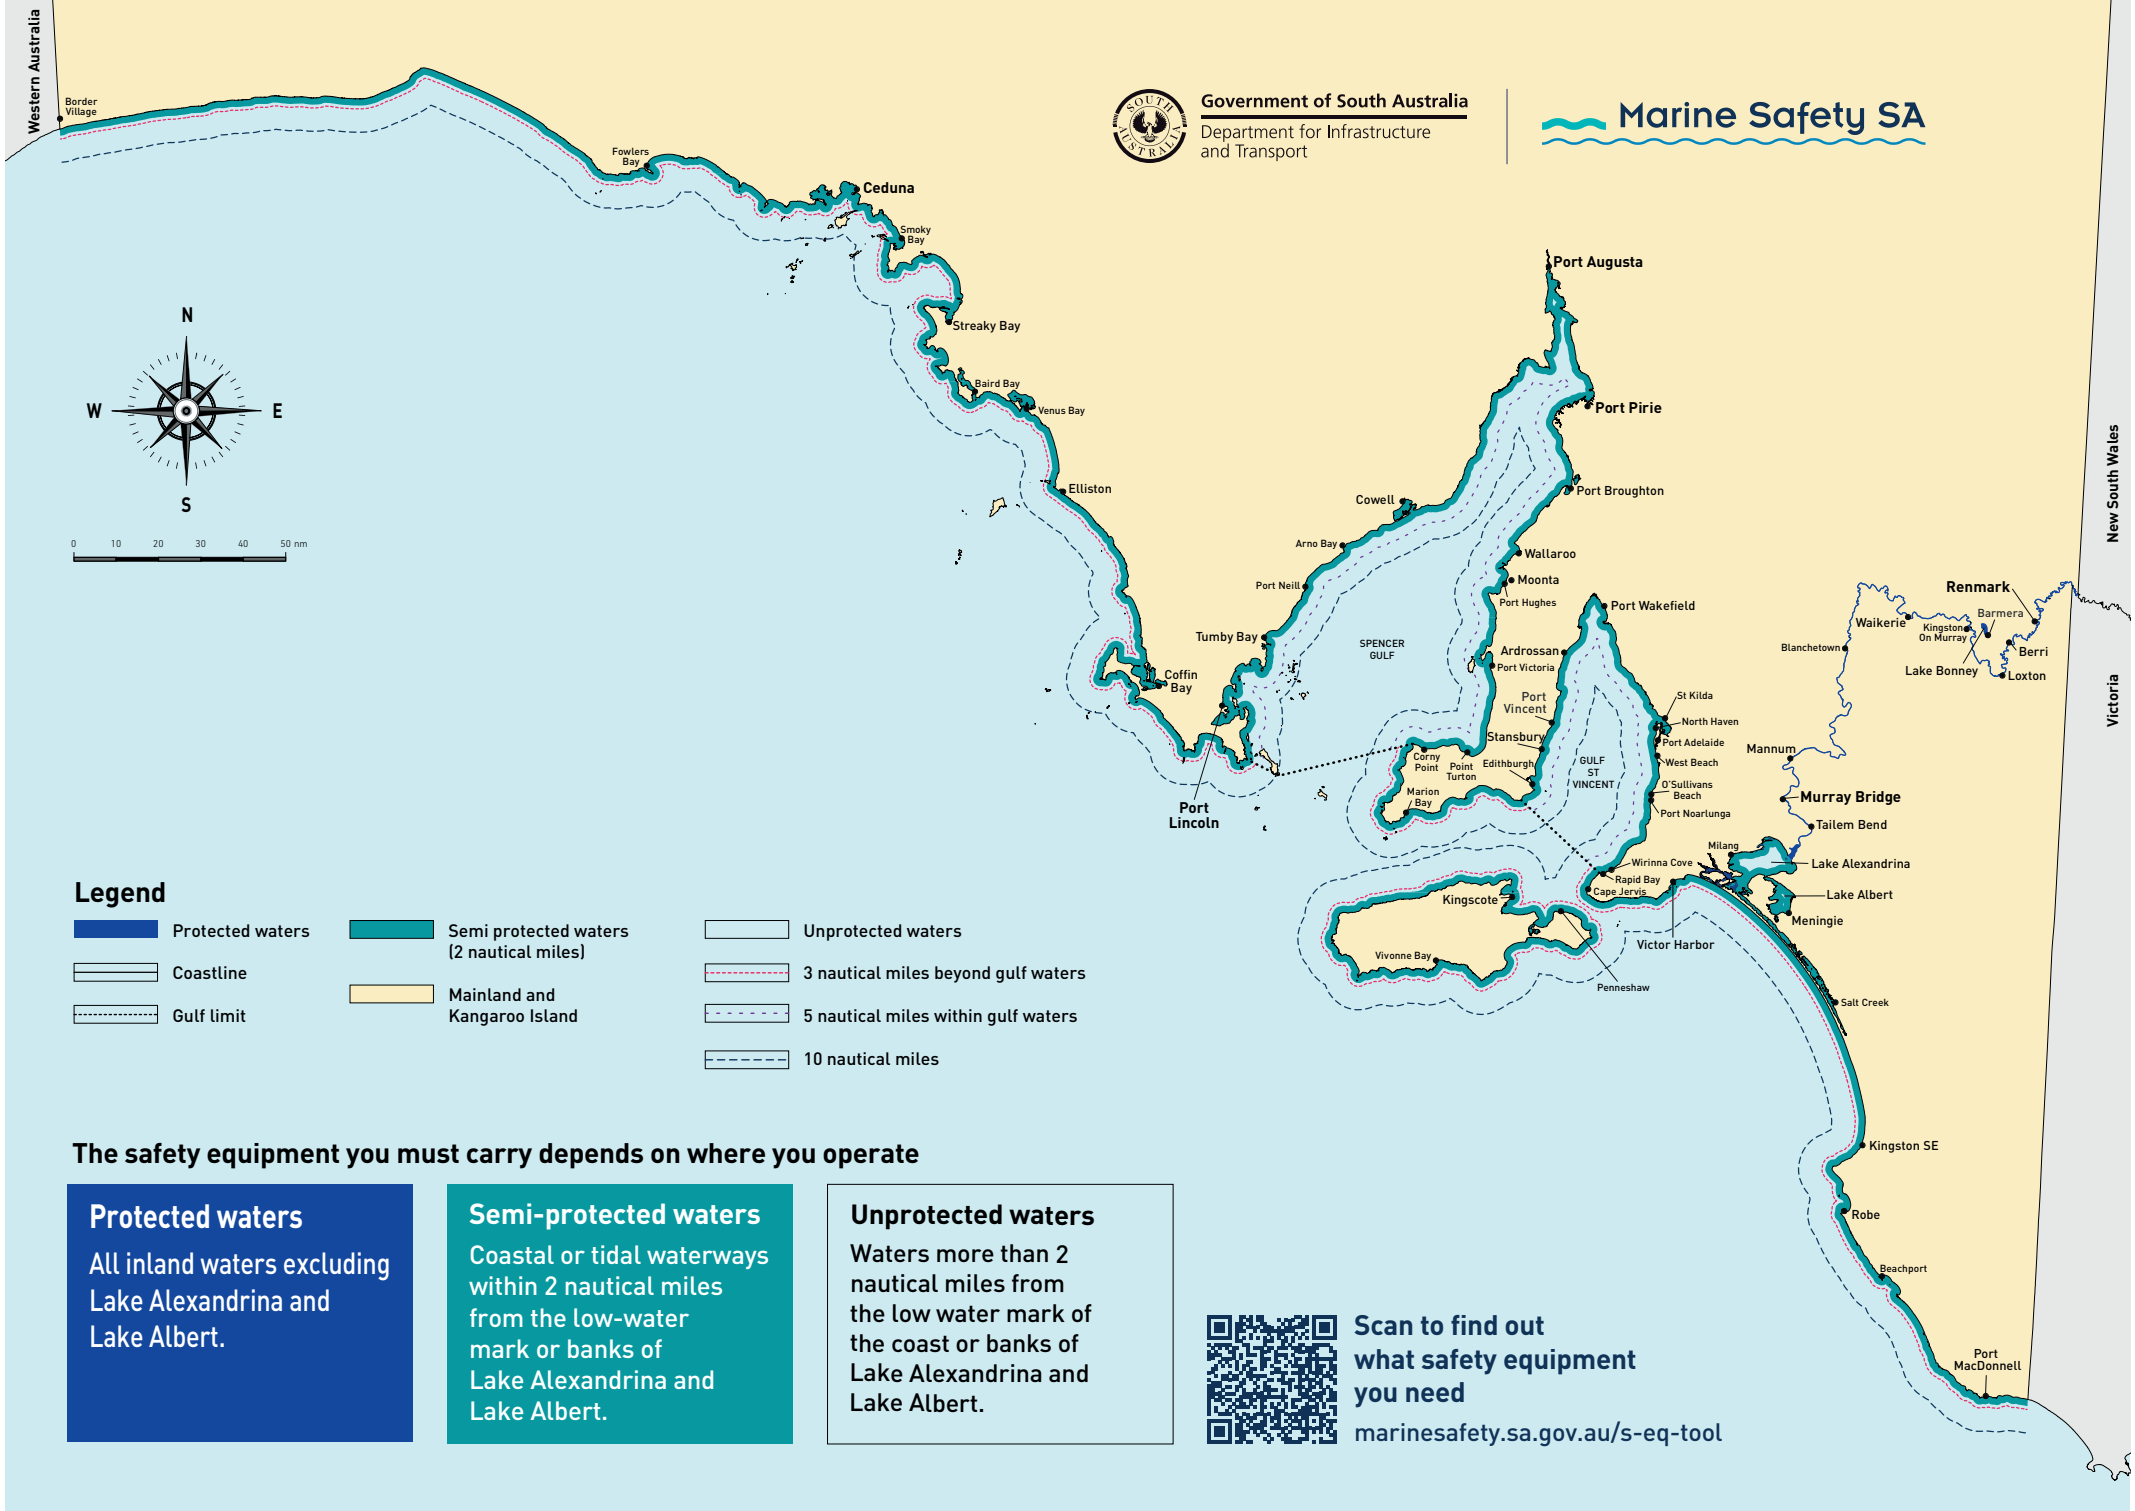 Western Australia
Border
Village
SOUTH
AUSTRALIA
Government of South Australia
Department for Infrastructure
and Transport
Marine Safety SA
Fowlers
Bay
Ceduna
Smoky
Bay
Streaky Bay
Baird Bay
Venus Bay
Elliston
Coffin
Bay
Port
Lincoln
Tumby Bay
Port Neill
Arno Bay
Cowell
Port Augusta
Port Pirie
Port Broughton
Wallaroo
Moonta
Port Hughes
SPENCER
GULF
Port Wakefield
Ardrossan
Port Victoria
Port
Vincent
Stansbury
Edithburgh
Corny
Point
Point
Turton
Marion
Bay
GULF
ST
VINCENT
St Kilda
North Haven
Port Adelaide
West Beach
O'Sullivans
Beach
Port Noarlunga
Wirinna Cove
Rapid Bay
Cape Jervis
Kingscote
Vivonne Bay
Penneshaw
Victor Harbor
Milang
Lake Alexandrina
Lake Albert
Meningie
Tailem Bend
Murray Bridge
Mannum
Blanchetown
Waikerie
Kingston
On Murray
Barmera
Renmark
Lake Bonney
Berri
Loxton
Salt Creek
Kingston SE
Robe
Beachport
Port
MacDonnell
New South Wales
Victoria
N
W
E
S
0 10 20 30 40 50 nm
Legend
Protected waters
Coastline
Gulf limit
Semi protected waters
(2 nautical miles)
Mainland and
Kangaroo Island
Unprotected waters
3 nautical miles beyond gulf waters
5 nautical miles within gulf waters
10 nautical miles
The safety equipment you must carry depends on where you operate
Protected waters
All inland waters excluding
Lake Alexandrina and
Lake Albert.
Semi-protected waters
Coastal or tidal waterways
within 2 nautical miles
from the low-water
mark or banks of
Lake Alexandrina and
Lake Albert.
Unprotected waters
Waters more than 2
nautical miles from
the low water mark of
the coast or banks of
Lake Alexandrina and
Lake Albert.
Scan to find out
what safety equipment
you need
marinesafety.sa.gov.au/s-eq-tool